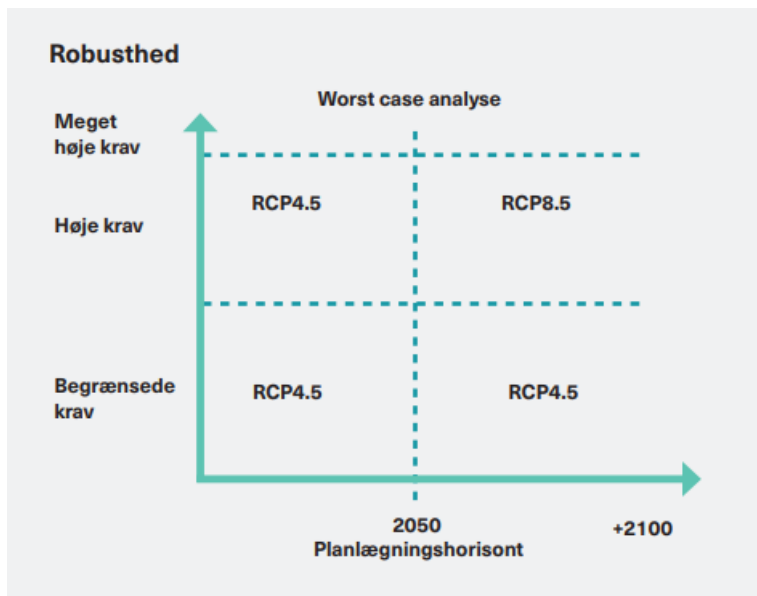 Robusthed
Worst case analyse
Meget
høje krav
RCP4.5
RCP8.5
Høje krav
Begrænsede
krav
RCP4.5
RCP4.5
2050
+2100
Planlægningshorisont